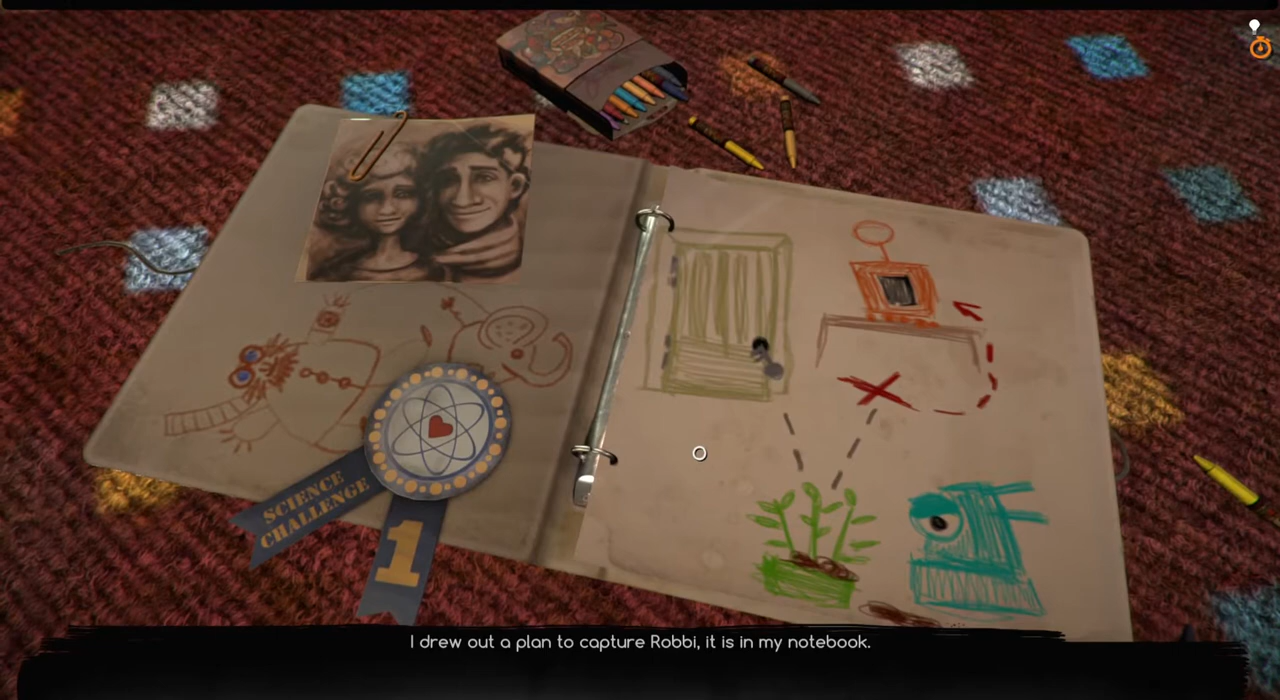 SCIENCE
CHALLENGE
1
I drew out a plan to capture Robbi, it is in my notebook.